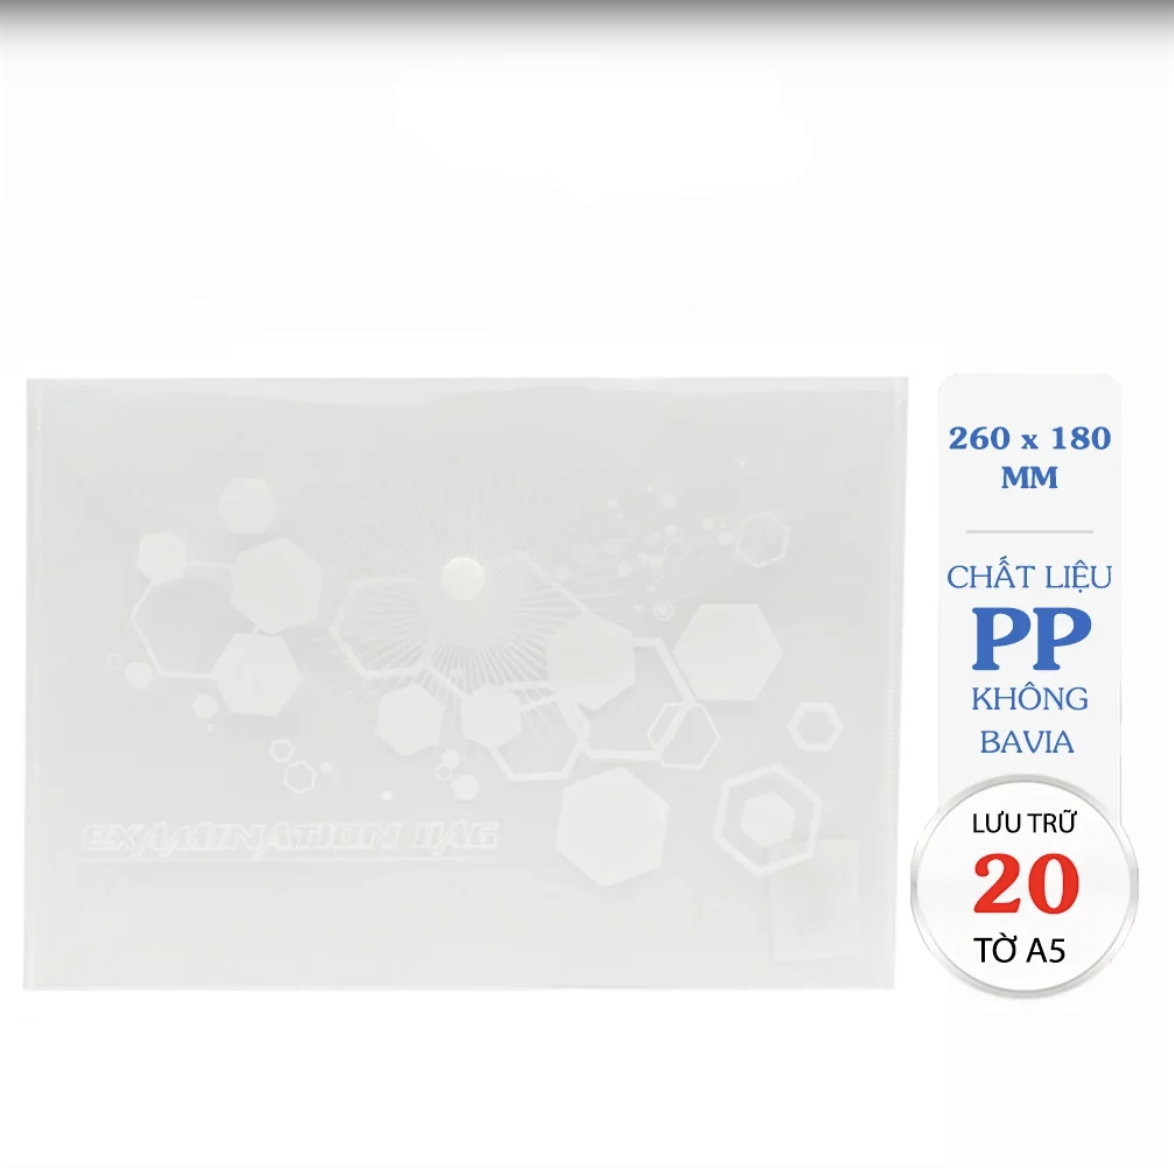 260 x 180
MM
CHẤT LIỆU
PP
KHÔNG
BAVIA
LƯU TRỮ
20
TỜ A5
EXAMINATION BAG